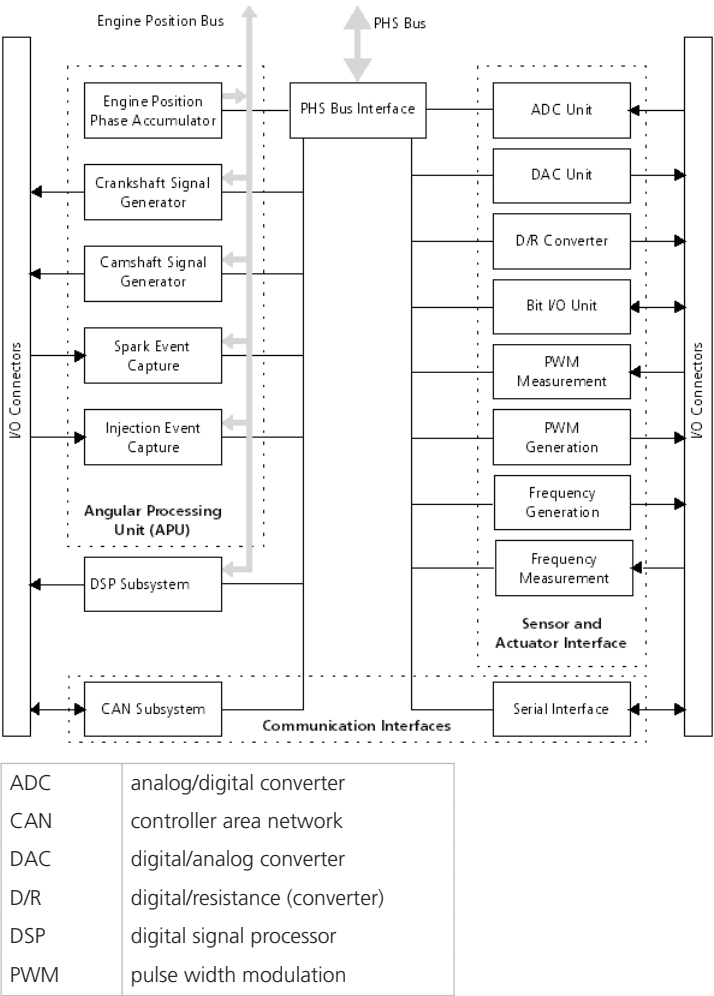 Engine Position Bus
PHS Bus
Engine Position
Phase Accumulator
PHS Bus Interface
ADC Unit
Crankshaft Signal
Generator
DAC Unit
D/R Converter
Camshaft Signal
Generator
Bit I/O Unit
Spark Event
Capture
PWM
Measurement
I/O Connectors
I/O Connectors
Injection Event
Capture
PWM
Generation
Angular Processing
Unit (APU)
Frequency
Generation
DSP Subsystem
Frequency
Measurement
Sensor and
Actuator Interface
CAN Subsystem
Communication Interfaces
Serial Interface
ADC analog/digital converter
CAN controller area network
DAC digital/analog converter
D/R digital/resistance (converter)
DSP digital signal processor
PWM pulse width modulation